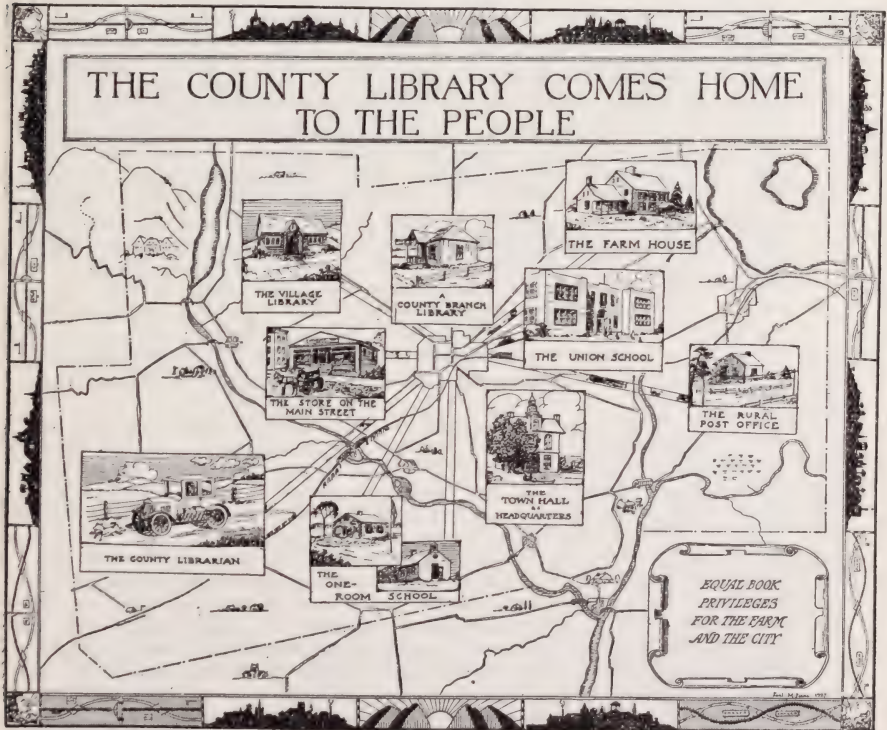 THE COUNTY LIBRARY COMES HOME
TO THE PEOPLE
THE FARM HOUSE
THE VILLAGE
LIBRARY
A
COUNTY BRANCH
LIBRARY
THE UNION SCHOOL
THE STORE ON THE
MAIN STREET
THE RURAL
POST OFFICE
THE
TOWN HALL
AS
HEADQUARTERS
THE COUNTY LIBRARIAN
THE
ONE-
ROOM SCHOOL
EQUAL BOOK
PRIVILEGES
FOR THE FARM
AND THE CITY